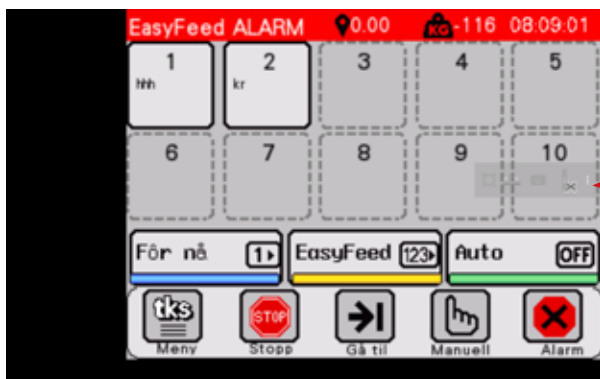 EasyFeed ALARM 0.00 KG -116 08:09:01
1 2 3 4 5
hhh kr
6 7 8 9 10
Fôr nå 1 EasyFeed 123 Auto OFF
tks STOP
Meny Stopp Gå til Manuell Alarm